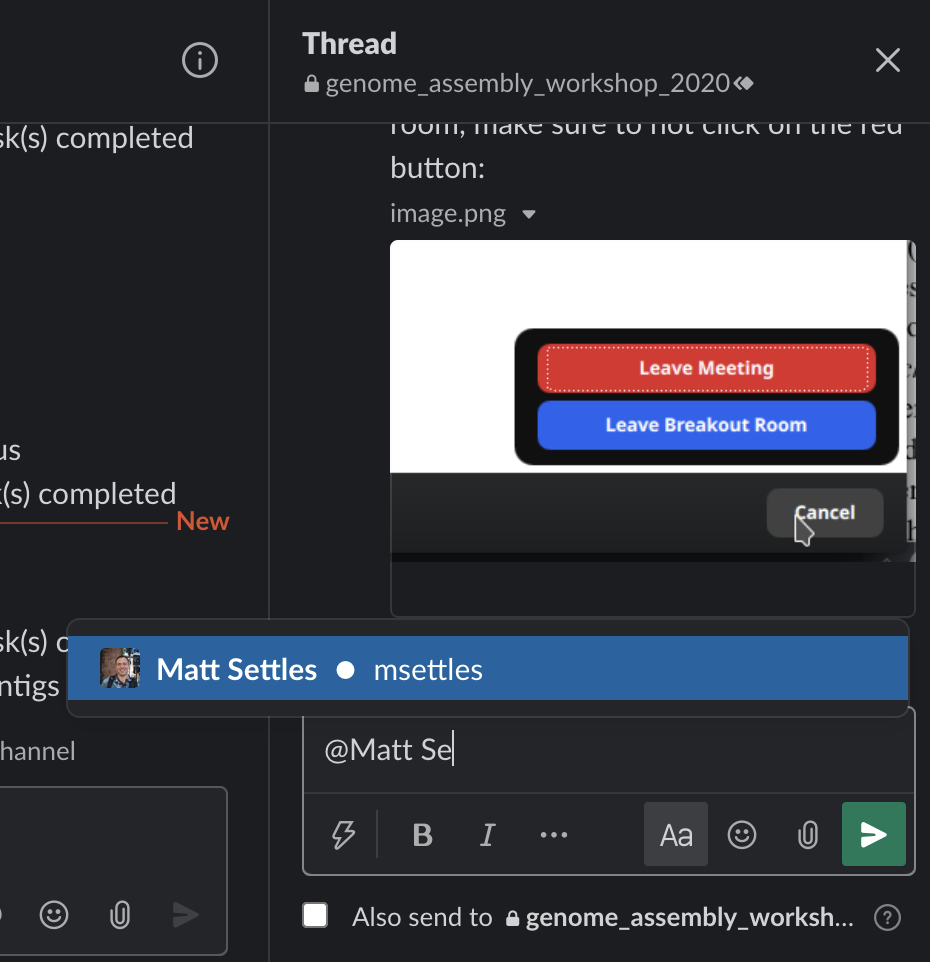 Thread
genome_assembly_workshop_2020
sk(s) completed
room, make sure to not click on the red
button:
image.png
Leave Meeting
Leave Breakout Room
Cancel
us
k(s) completed
New
sk(s) c
ntigs
Matt Settles msettles
hannel
@Matt Se
B I ... Aa
Also send to genome_assembly_worksh...